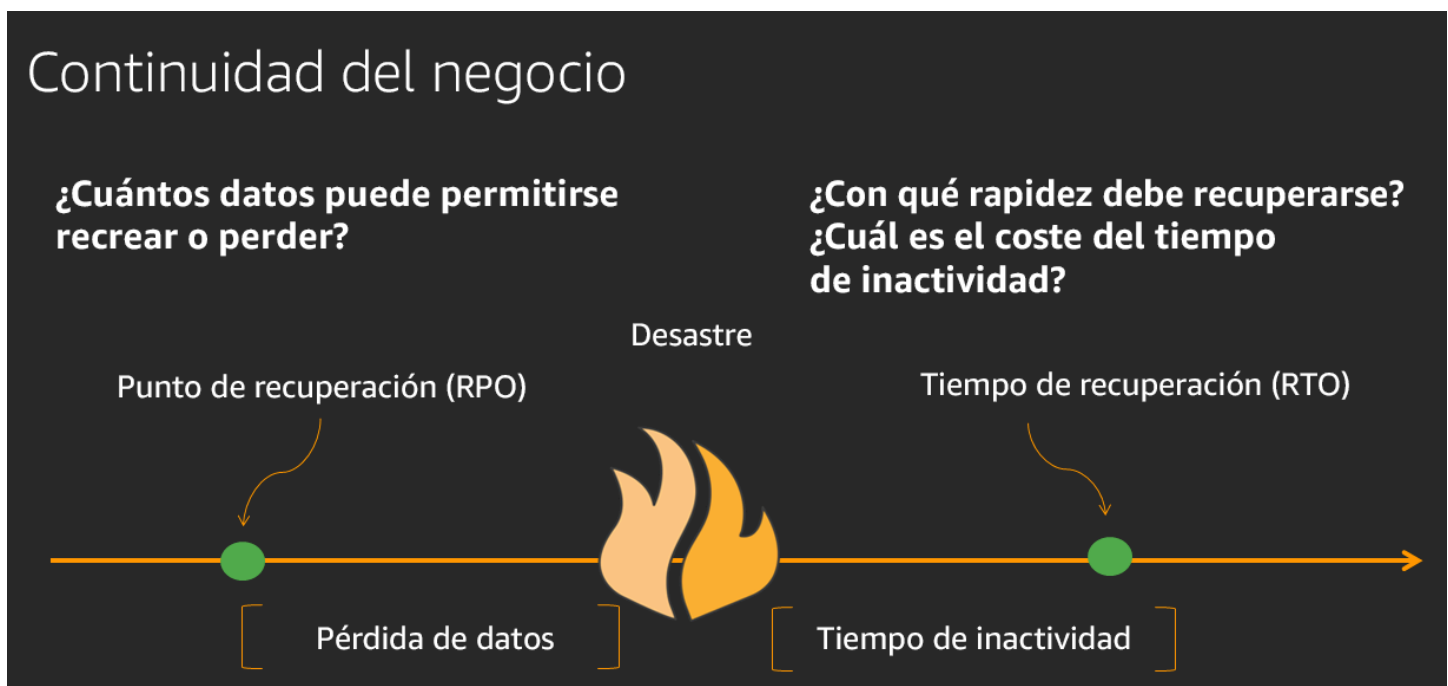 Continuidad del negocio
¿Cuántos datos puede permitirse
recrear o perder?
¿Con qué rapidez debe recuperarse?
¿Cuál es el coste del tiempo
de inactividad?
Desastre
Punto de recuperación (RPO)
Tiempo de recuperación (RTO)
Pérdida de datos
Tiempo de inactividad